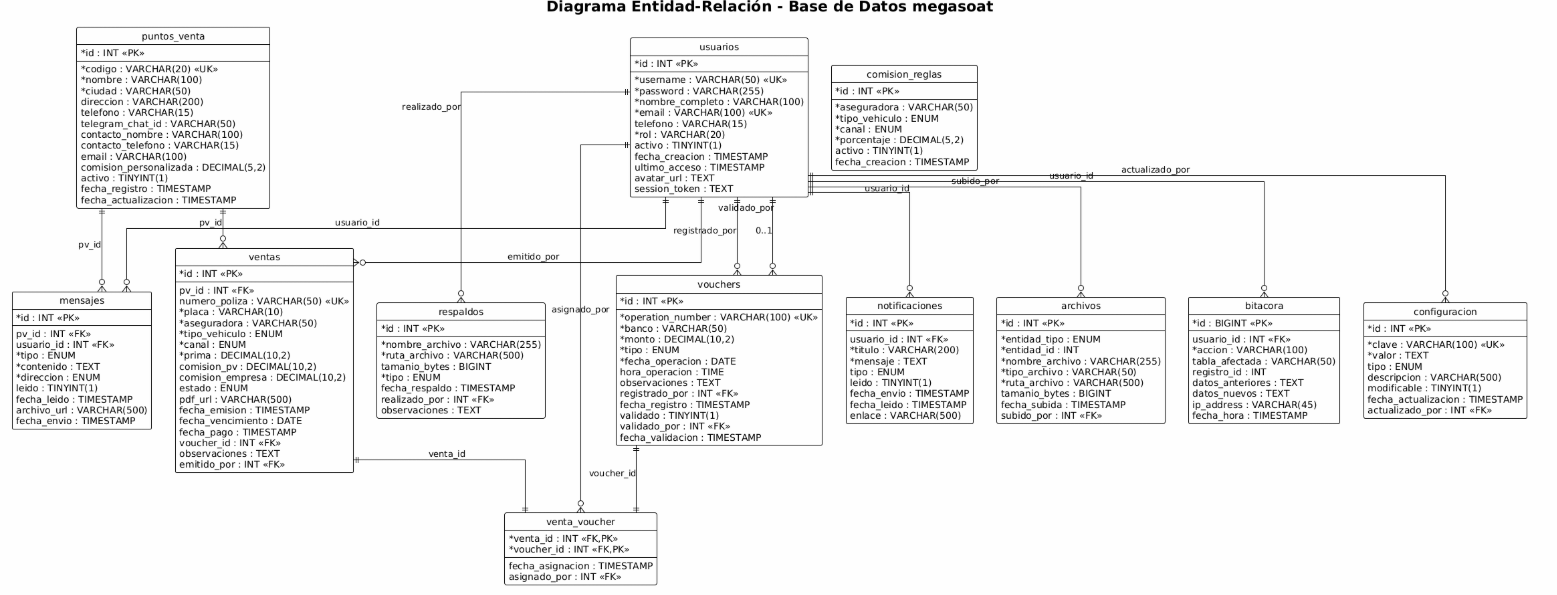 Diagrama Entidad-Relación - Base de Datos megasoat
puntos_venta
*id : INT «PK»
*codigo : VARCHAR(20) «UK»
*nombre : VARCHAR(100)
*ciudad : VARCHAR(50)
direccion : VARCHAR(200)
telefono : VARCHAR(15)
telegram_chat_id : VARCHAR(50)
contacto_nombre : VARCHAR(100)
contacto_telefono : VARCHAR(15)
email : VARCHAR(100)
comision_personalizada : DECIMAL(5,2)
activo : TINYINT(1)
fecha_registro : TIMESTAMP
fecha_actualizacion : TIMESTAMP
usuarios
*id : INT «PK»
*username : VARCHAR(50) «UK»
*password : VARCHAR(255)
*nombre_completo : VARCHAR(100)
*email : VARCHAR(100) «UK»
telefono : VARCHAR(15)
*rol : VARCHAR(20)
activo : TINYINT(1)
fecha_creacion : TIMESTAMP
ultimo_acceso : TIMESTAMP
avatar_url : TEXT
session_token : TEXT
comision_reglas
*id : INT «PK»
*aseguradora : VARCHAR(50)
*tipo_vehiculo : ENUM
*canal : ENUM
*porcentaje : DECIMAL(5,2)
activo : TINYINT(1)
fecha_creacion : TIMESTAMP
realizado_por
actualizado_por
usuario_id
subido_por
usuario_id
validado_por
pv_id
usuario_id
registrado_por
0..1
pv_id
emitido_por
asignado_por
mensajes
*id : INT «PK»
pv_id : INT «FK»
usuario_id : INT «FK»
*tipo : ENUM
*contenido : TEXT
*direccion : ENUM
leido : TINYINT(1)
fecha_leido : TIMESTAMP
archivo_url : VARCHAR(500)
fecha_envio : TIMESTAMP
ventas
*id : INT «PK»
pv_id : INT «FK»
numero_poliza : VARCHAR(50) «UK»
*placa : VARCHAR(10)
*aseguradora : VARCHAR(50)
*tipo_vehiculo : ENUM
*canal : ENUM
*prima : DECIMAL(10,2)
comision_pv : DECIMAL(10,2)
comision_empresa : DECIMAL(10,2)
estado : ENUM
pdf_url : VARCHAR(500)
fecha_emision : TIMESTAMP
fecha_vencimiento : DATE
fecha_pago : TIMESTAMP
voucher_id : INT «FK»
observaciones : TEXT
emitido_por : INT «FK»
respaldos
*id : INT «PK»
*nombre_archivo : VARCHAR(255)
*ruta_archivo : VARCHAR(500)
tamanio_bytes : BIGINT
*tipo : ENUM
fecha_respaldo : TIMESTAMP
realizado_por : INT «FK»
observaciones : TEXT
vouchers
*id : INT «PK»
*operation_number : VARCHAR(100) «UK»
*banco : VARCHAR(50)
*monto : DECIMAL(10,2)
*tipo : ENUM
*fecha_operacion : DATE
hora_operacion : TIME
observaciones : TEXT
registrado_por : INT «FK»
fecha_registro : TIMESTAMP
validado : TINYINT(1)
validado_por : INT «FK»
fecha_validacion : TIMESTAMP
notificaciones
*id : INT «PK»
usuario_id : INT «FK»
*titulo : VARCHAR(200)
*mensaje : TEXT
tipo : ENUM
leido : TINYINT(1)
fecha_envio : TIMESTAMP
fecha_leido : TIMESTAMP
enlace : VARCHAR(500)
archivos
*id : INT «PK»
*entidad_tipo : ENUM
*entidad_id : INT
*nombre_archivo : VARCHAR(255)
*tipo_archivo : VARCHAR(50)
*ruta_archivo : VARCHAR(500)
tamanio_bytes : BIGINT
fecha_subida : TIMESTAMP
subido_por : INT «FK»
bitacora
*id : BIGINT «PK»
usuario_id : INT «FK»
*accion : VARCHAR(100)
tabla_afectada : VARCHAR(50)
registro_id : INT
datos_anteriores : TEXT
datos_nuevos : TEXT
ip_address : VARCHAR(45)
fecha_hora : TIMESTAMP
configuracion
*id : INT «PK»
*clave : VARCHAR(100) «UK»
*valor : TEXT
tipo : ENUM
descripcion : VARCHAR(500)
modificable : TINYINT(1)
fecha_actualizacion : TIMESTAMP
actualizado_por : INT «FK»
venta_id
voucher_id
venta_voucher
*venta_id : INT «FK,PK»
*voucher_id : INT «FK,PK»
fecha_asignacion : TIMESTAMP
asignado_por : INT «FK»